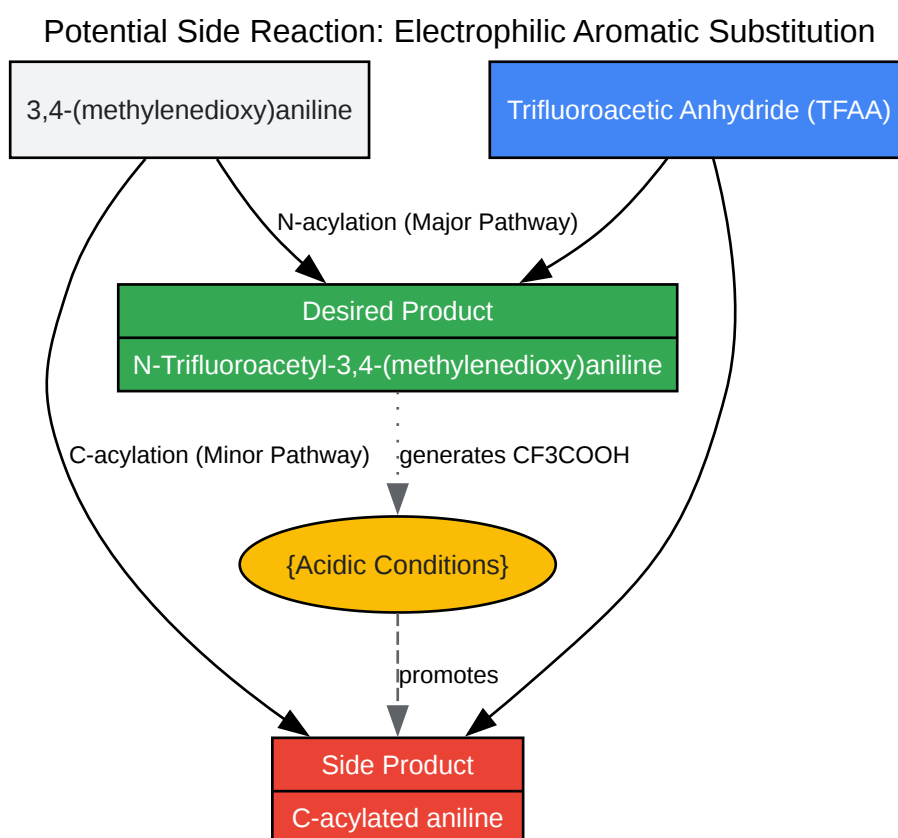 Potential Side Reaction: Electrophilic Aromatic Substitution
3,4-(methylenedioxy)aniline
Trifluoroacetic Anhydride (TFAA)
N-acylation (Major Pathway)
Desired Product
N-Trifluoroacetyl-3,4-(methylenedioxy)aniline
C-acylation (Minor Pathway)
generates CF3COOH
{Acidic Conditions}
promotes
Side Product
C-acylated aniline